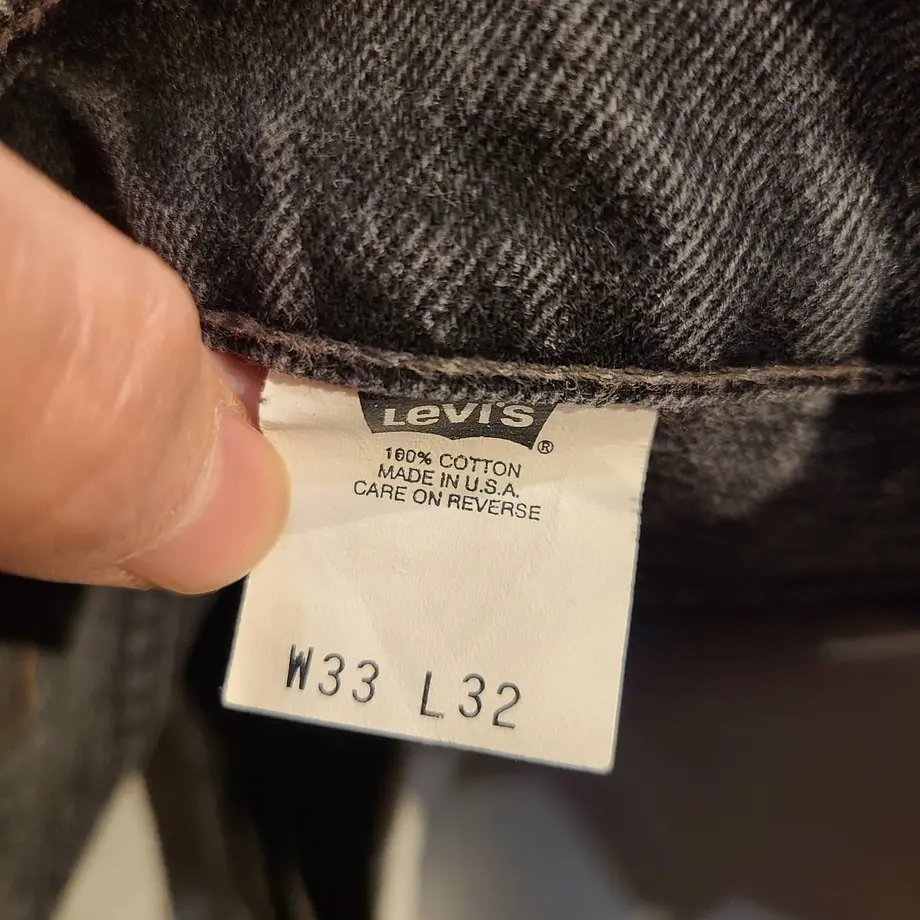 Levi's
®
100% COTTON
MADE IN U.S.A.
CARE ON REVERSE
W33 L32